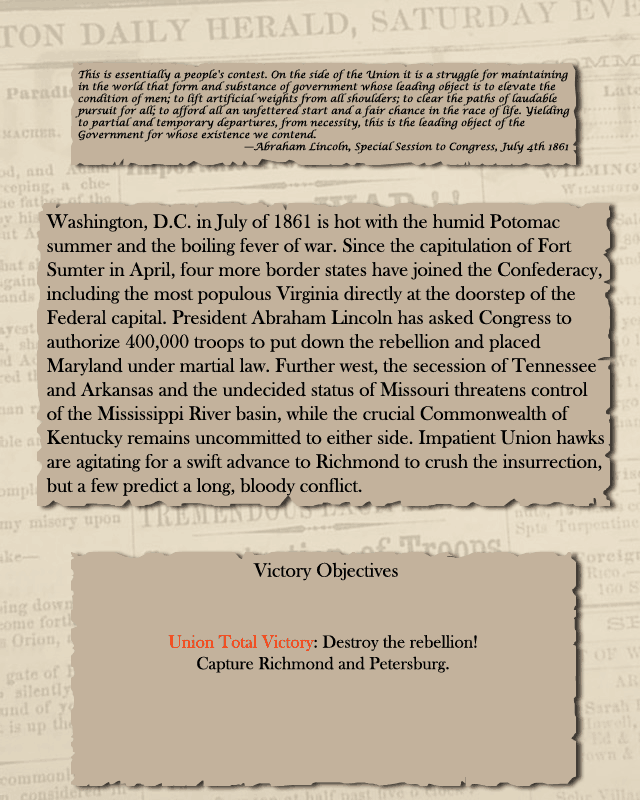 TON DAILY HERALD, SATURDAY EVE
This is essentially a people's contest. On the side of the Union it is a struggle for maintaining
in the world that form and substance of government whose leading object is to elevate the
condition of men; to lift artificial weights from all shoulders; to clear the paths of laudable
pursuit for all; to afford all an unfettered start and a fair chance in the race of life. Yielding
to partial and temporary departures, from necessity, this is the leading object of the
Government for whose existence we contend.
—Abraham Lincoln, Special Session to Congress, July 4th 1861
Washington, D.C. in July of 1861 is hot with the humid Potomac
summer and the boiling fever of war. Since the capitulation of Fort
Sumter in April, four more border states have joined the Confederacy,
including the most populous Virginia directly at the doorstep of the
Federal capital. President Abraham Lincoln has asked Congress to
authorize 400,000 troops to put down the rebellion and placed
Maryland under martial law. Further west, the secession of Tennessee
and Arkansas and the undecided status of Missouri threatens control
of the Mississippi River basin, while the crucial Commonwealth of
Kentucky remains uncommitted to either side. Impatient Union hawks
are agitating for a swift advance to Richmond to crush the insurrection,
but a few predict a long, bloody conflict.
my misery upon
TREMENDOUS
of Troops
Spts Turpentine
Victory Objectives
Union Total Victory: Destroy the rebellion!
Capture Richmond and Petersburg.